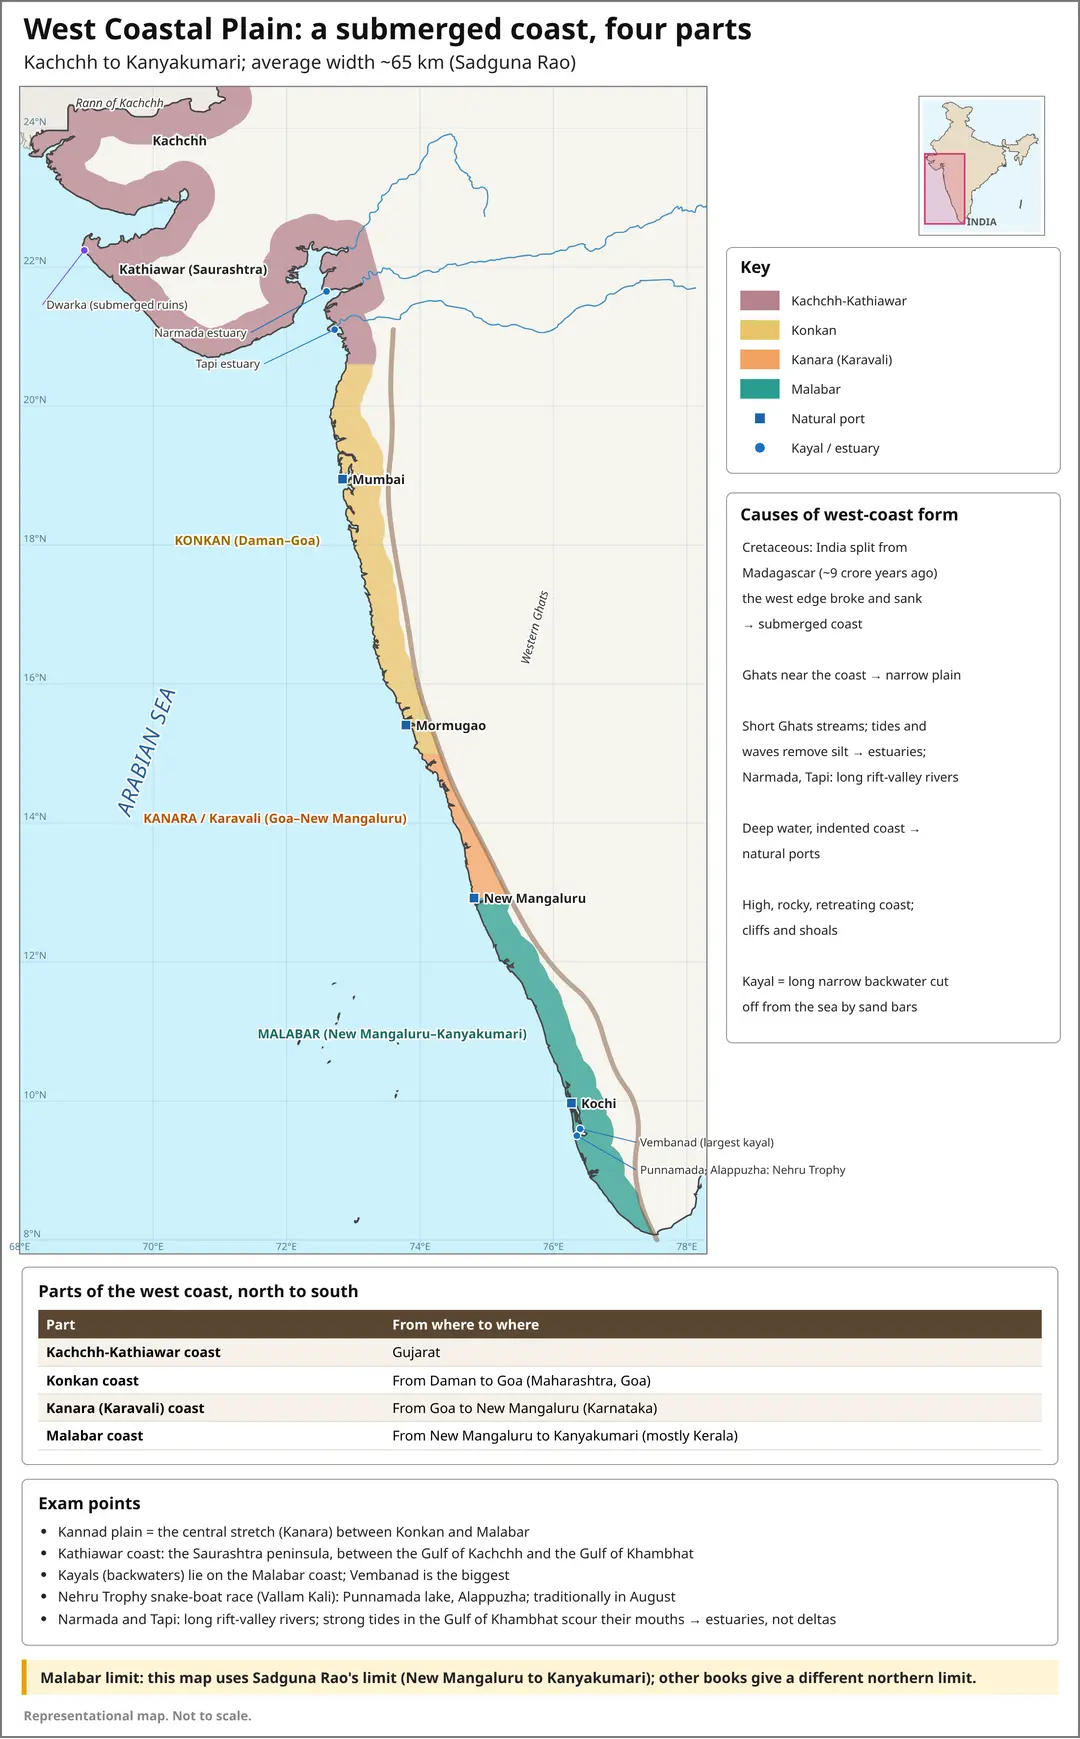 West Coastal Plain: a submerged coast, four parts
Kachchh to Kanyakumari; average width ~65 km (Sadguna Rao)
Rann of Kachchh
24°N
Kachchh
22°N
Kathiawar (Saurashtra)
Dwarka (submerged ruins)
Narmada estuary
Tapi estuary
20°N
Mumbai
18°N
KONKAN (Daman–Goa)
Western Ghats
16°N
ARABIAN SEA
Mormugao
14°N
KANARA / Karavali (Goa–New Mangaluru)
New Mangaluru
12°N
MALABAR (New Mangaluru–Kanyakumari)
10°N
Kochi
Vembanad (largest kayal)
Punnamada, Alappuzha: Nehru Trophy
8°N
68°E
70°E
72°E
74°E
76°E
78°E
INDIA
Key
Kachchh-Kathiawar
Konkan
Kanara (Karavali)
Malabar
Natural port
Kayal / estuary
Causes of west-coast form
Cretaceous: India split from
Madagascar (~9 crore years ago)
the west edge broke and sank
→ submerged coast
Ghats near the coast → narrow plain
Short Ghats streams; tides and
waves remove silt → estuaries;
Narmada, Tapi: long rift-valley rivers
Deep water, indented coast →
natural ports
High, rocky, retreating coast;
cliffs and shoals
Kayal = long narrow backwater cut
off from the sea by sand bars
Parts of the west coast, north to south
Part From where to where
Kachchh-Kathiawar coast Gujarat
Konkan coast From Daman to Goa (Maharashtra, Goa)
Kanara (Karavali) coast From Goa to New Mangaluru (Karnataka)
Malabar coast From New Mangaluru to Kanyakumari (mostly Kerala)
Exam points
• Kannad plain = the central stretch (Kanara) between Konkan and Malabar
• Kathiawar coast: the Saurashtra peninsula, between the Gulf of Kachchh and the Gulf of Khambhat
• Kayals (backwaters) lie on the Malabar coast; Vembanad is the biggest
• Nehru Trophy snake-boat race (Vallam Kali): Punnamada lake, Alappuzha; traditionally in August
• Narmada and Tapi: long rift-valley rivers; strong tides in the Gulf of Khambhat scour their mouths → estuaries, not deltas
Malabar limit: this map uses Sadguna Rao's limit (New Mangaluru to Kanyakumari); other books give a different northern limit.
Representational map. Not to scale.